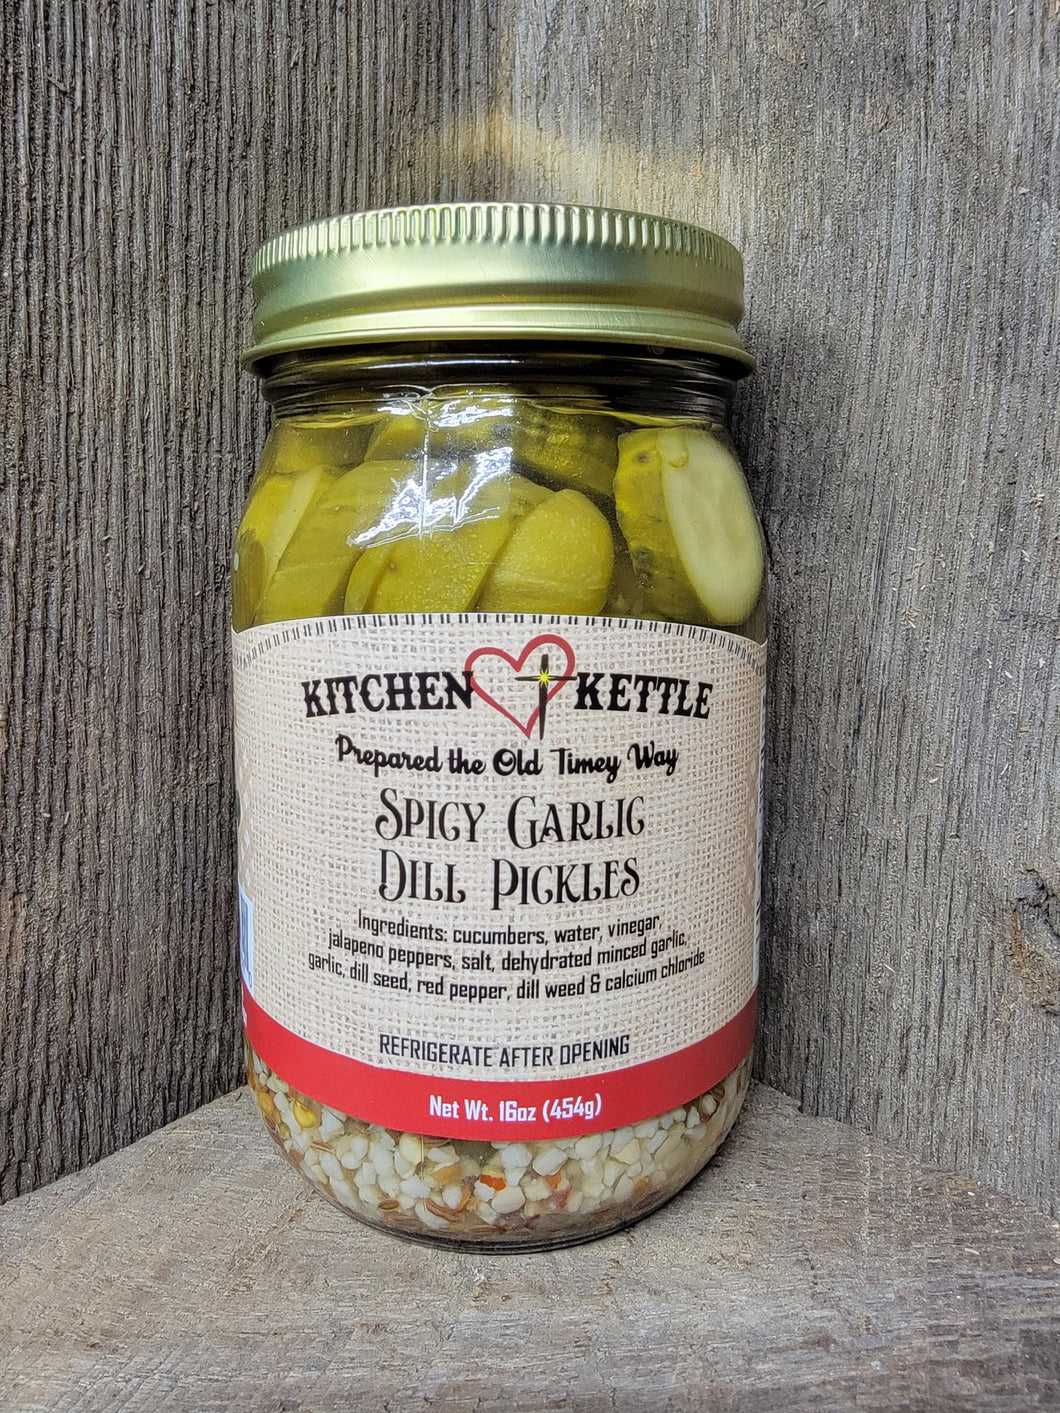 KITCHEN KETTLE
Prepared the Old Timey Way
Spicy Garlic
Dill Pickles
Ingredients: cucumbers, water, vinegar,
jalapeno peppers, salt, dehydrated minced garlic,
garlic, dill seed, red pepper, dill weed & calcium chloride
REFRIGERATE AFTER OPENING
Net Wt. 16oz (454g)